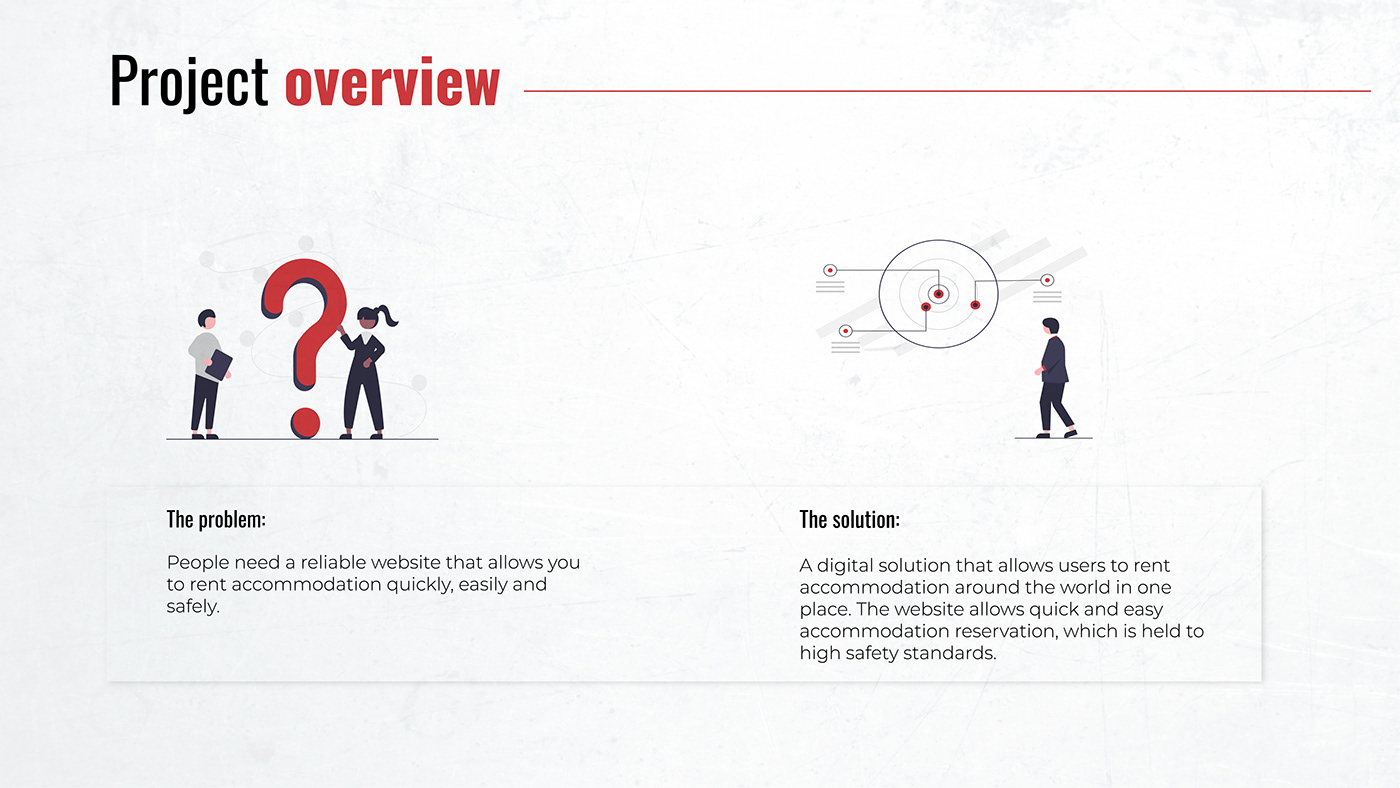 Project overview
The problem:
People need a reliable website that allows you
to rent accommodation quickly, easily and
safely.
The solution:
A digital solution that allows users to rent
accommodation around the world in one
place. The website allows quick and easy
accommodation reservation, which is held to
high safety standards.